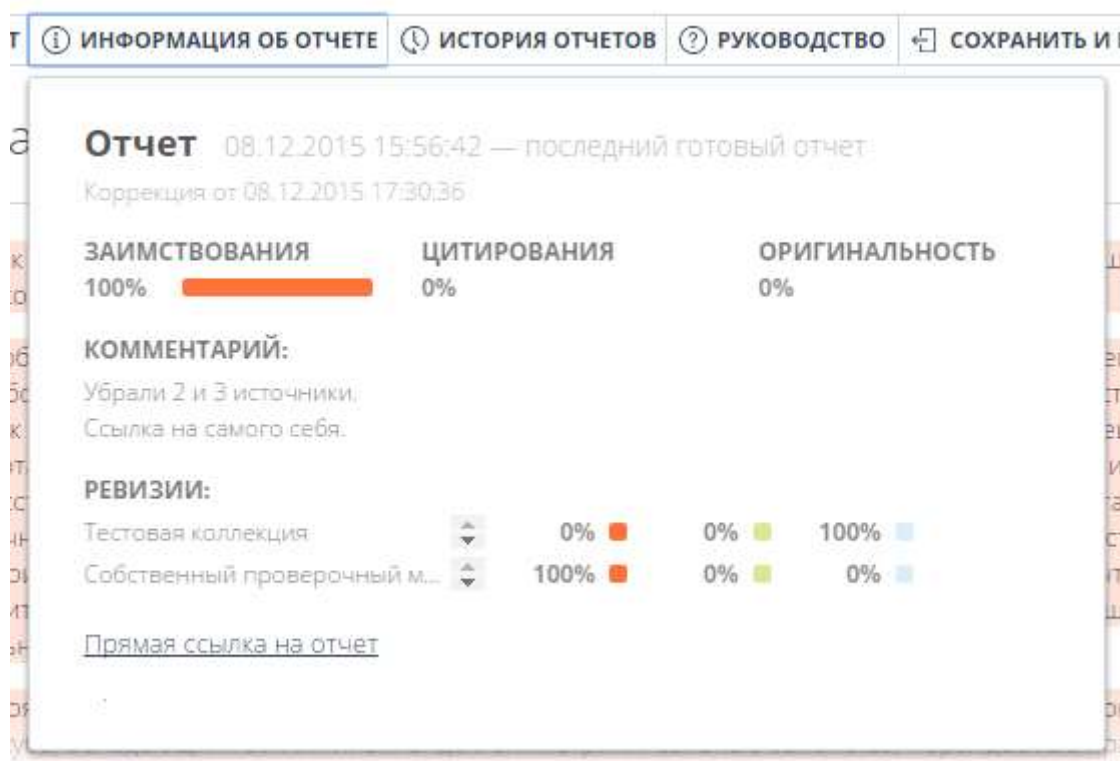 Т ИНФОРМАЦИЯ ОБ ОТЧЕТЕ ИСТОРИЯ ОТЧЕТОВ РУКОВОДСТВО СОХРАНИТЬ И
Отчет 08.12.2015 15:56:42 — последний готовый отчет
Коррекция от 08.12.2015 17:30:36
ЗАИМСТВОВАНИЯ ЦИТИРОВАНИЯ ОРИГИНАЛЬНОСТЬ
100% 0% 0%
КОММЕНТАРИЙ:
Убрали 2 и 3 источники.
Ссылка на самого себя.
РЕВИЗИИ:
Тестовая коллекция 0% 0% 100%
Собственный проверочный м... 100% 0% 0%
Прямая ссылка на отчет